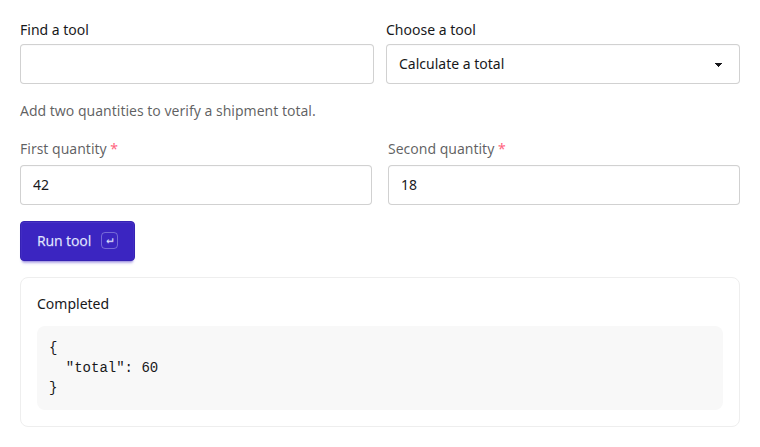 Find a tool
Choose a tool
Calculate a total
Add two quantities to verify a shipment total.
First quantity *
Second quantity *
42
18
Run tool ↵
Completed
{
  "total": 60
}